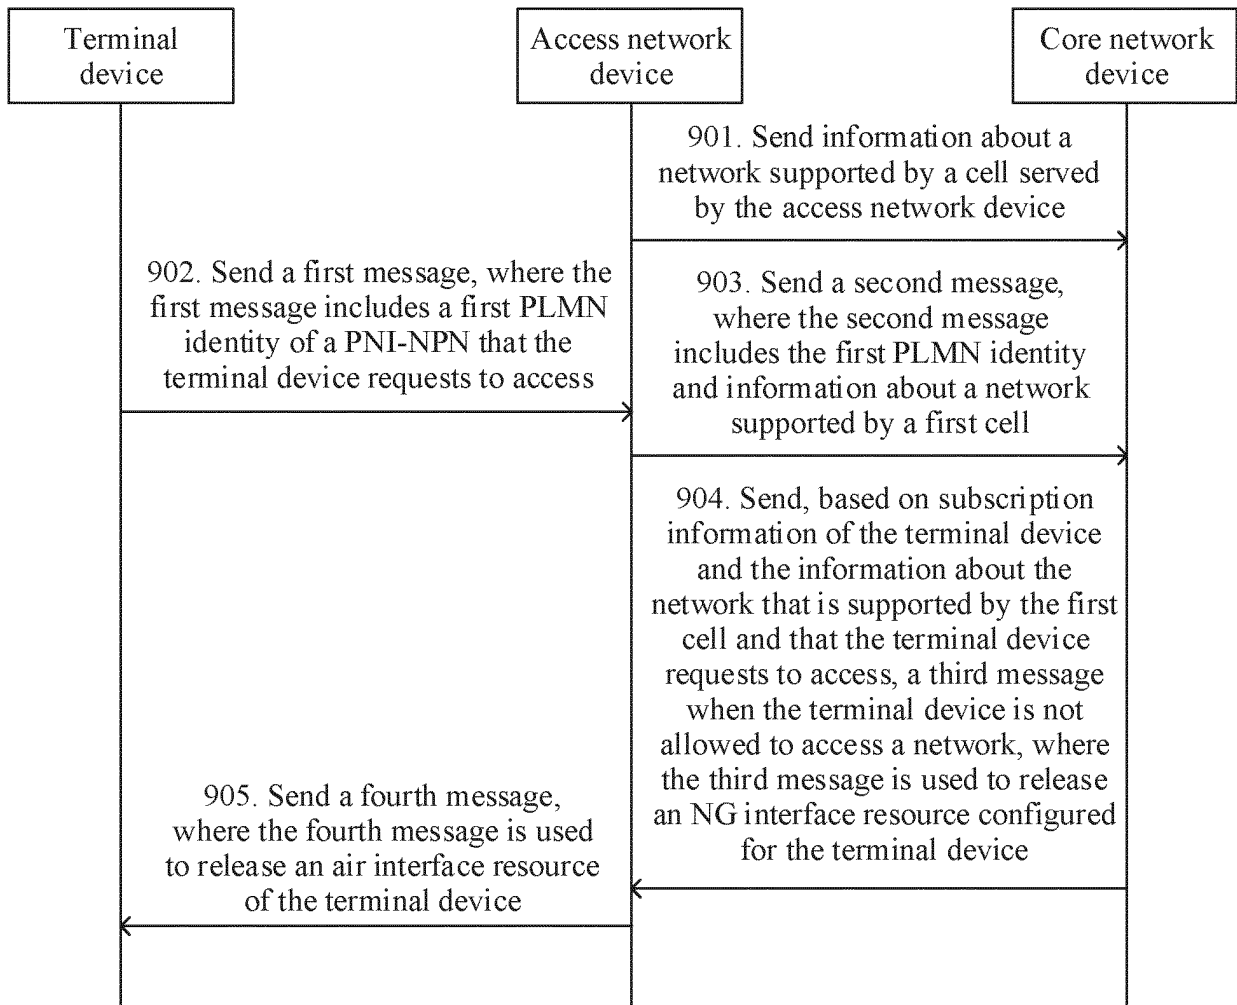 Terminal
device
Access network
device
Core network
device
901. Send information about a
network supported by a cell served
by the access network device
902. Send a first message, where the
first message includes a first PLMN
identity of a PNI-NPN that the
terminal device requests to access
903. Send a second message,
where the second message
includes the first PLMN identity
and information about a network
supported by a first cell
904. Send, based on subscription
information of the terminal device
and the information about the
network that is supported by the first
cell and that the terminal device
requests to access, a third message
when the terminal device is not
allowed to access a network, where
the third message is used to release
an NG interface resource configured
for the terminal device
905. Send a fourth message,
where the fourth message is used
to release an air interface resource
of the terminal device